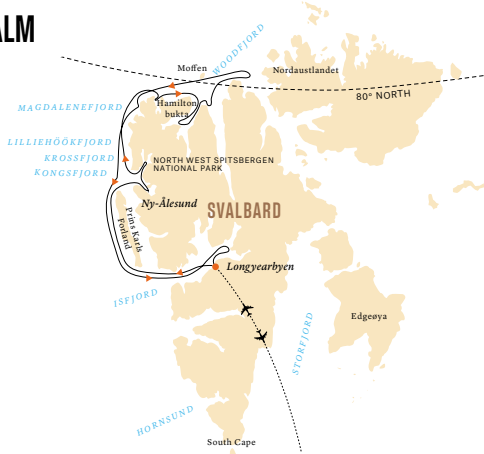 ALM
WOODFJORD
Moffen
Nordaustlandet
80° NORTH
MAGDALENEFJORD
Hamilton
bukta
LILLIEHÖÖKFJORD
KROSSFJORD
KONGSFJORD
NORTH WEST SPITSBERGEN
NATIONAL PARK
Ny-Ålesund
SVALBARD
Prins Karls
Forland
Longyearbyen
ISFJORD
STORFJORD
Edgeøya
HORNSUND
South Cape